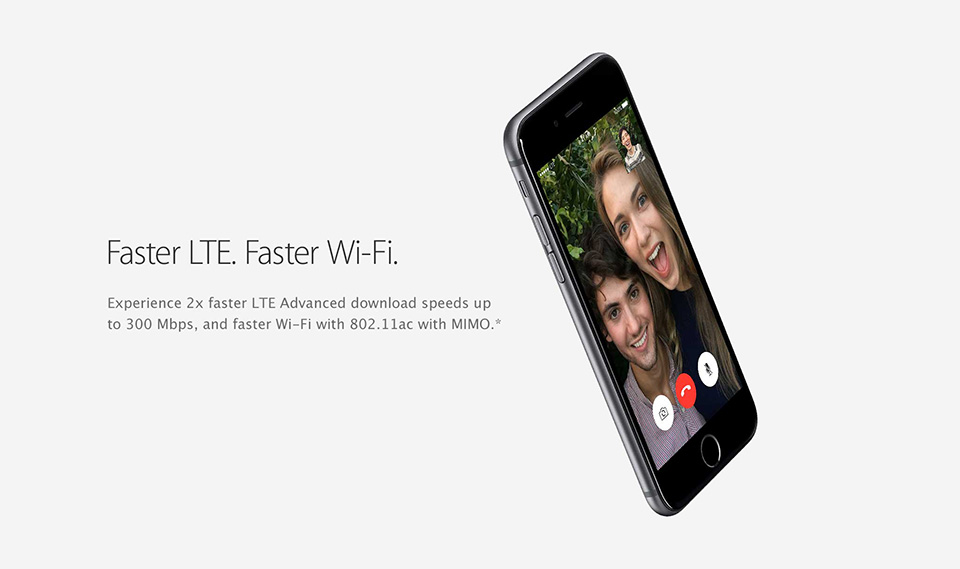 Faster LTE. Faster Wi-Fi.
Experience 2x faster LTE Advanced download speeds up
to 300 Mbps, and faster Wi-Fi with 802.11ac with MIMO.*